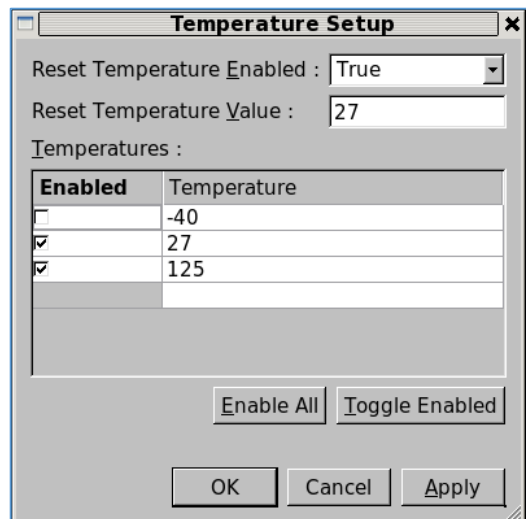 Temperature Setup
Reset Temperature Enabled : True
Reset Temperature Value : 27
Temperatures :
Enabled Temperature
-40
27
125
Enable All Toggle Enabled
OK Cancel Apply